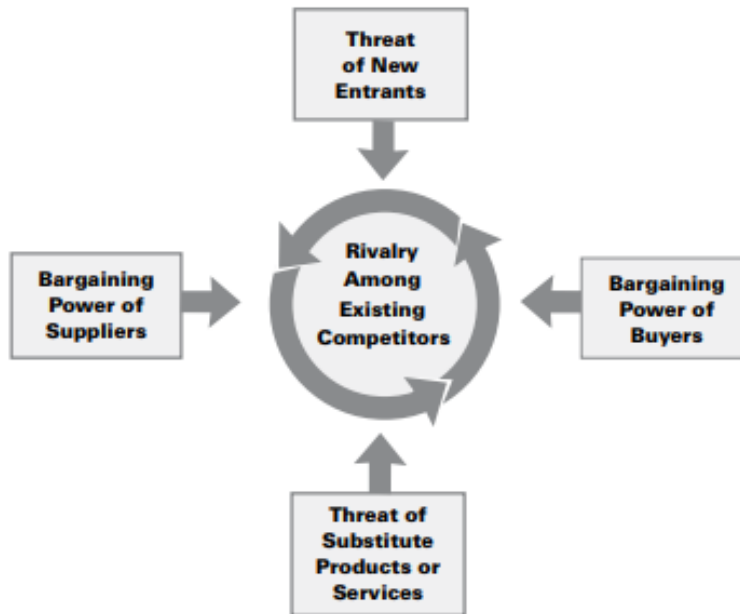 Threat
of New
Entrants
Bargaining
Power of
Suppliers
Rivalry
Among
Existing
Competitors
Bargaining
Power of
Buyers
Threat of
Substitute
Products or
Services